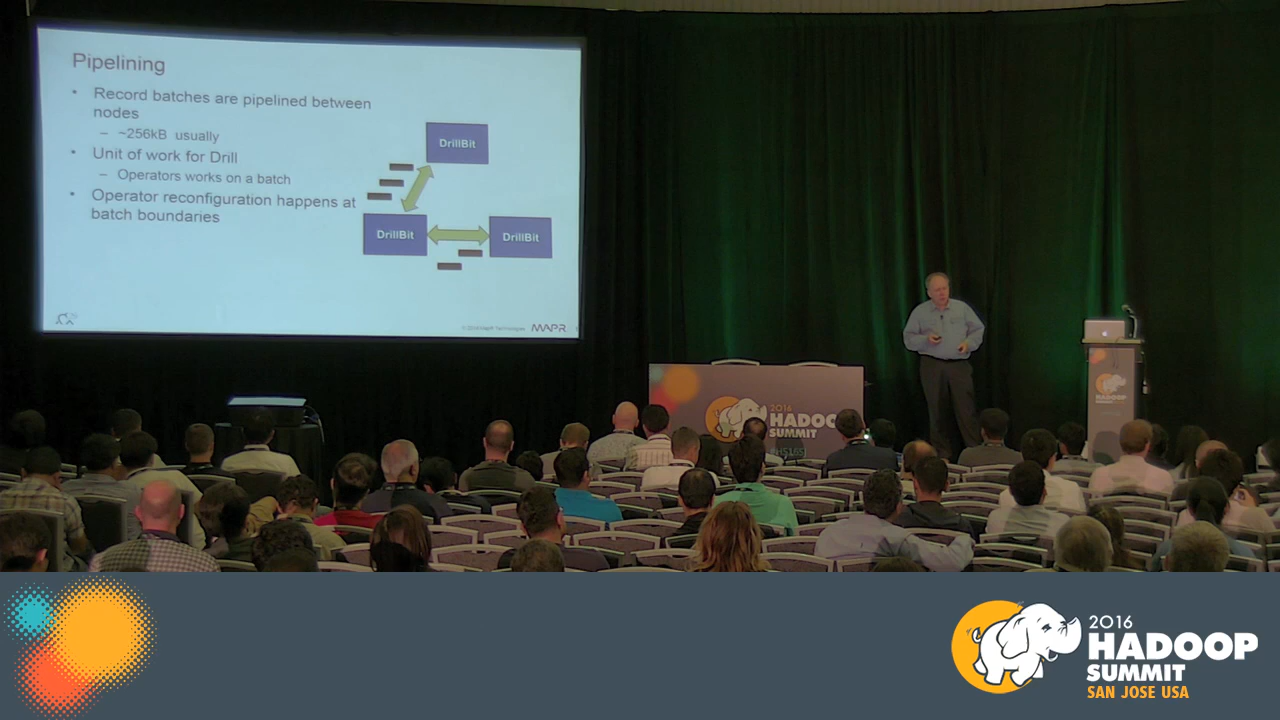 Pipelining
• Record batches are pipelined between
nodes
– ~256kB usually
• Unit of work for Drill
– Operators works on a batch
• Operator reconfiguration happens at
batch boundaries
DrillBit
DrillBit
DrillBit
MAPR
2016
HADOOP
SUMMIT
HADOOP
2016
HADOOP
SUMMIT
SAN JOSE USA